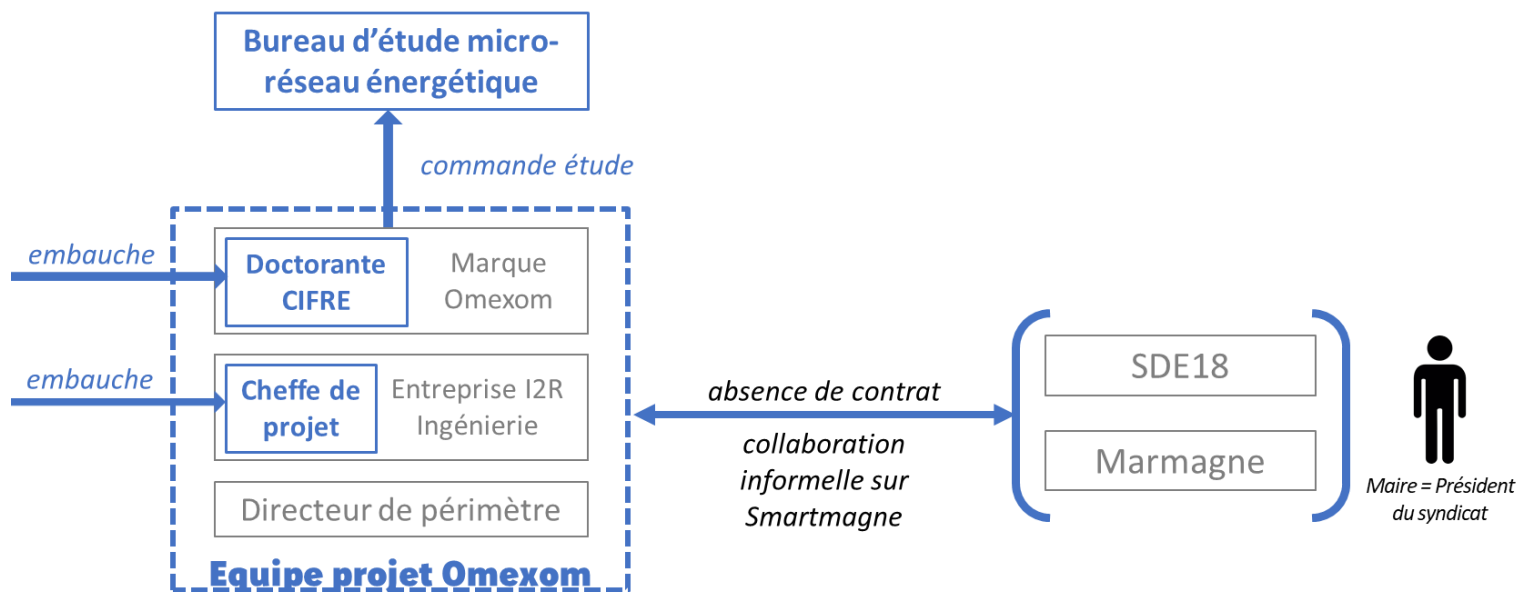 Bureau d'étude micro-
réseau énergétique
commande étude
embauche
Doctorante
CIFRE
Marque
Omexom
embauche
Cheffe de
projet
Entreprise I2R
Ingénierie
Directeur de périmètre
Equipe projet Omexom
absence de contrat
collaboration
informelle sur
Smartmagne
SDE18
Marmagne
Maire = Président
du syndicat